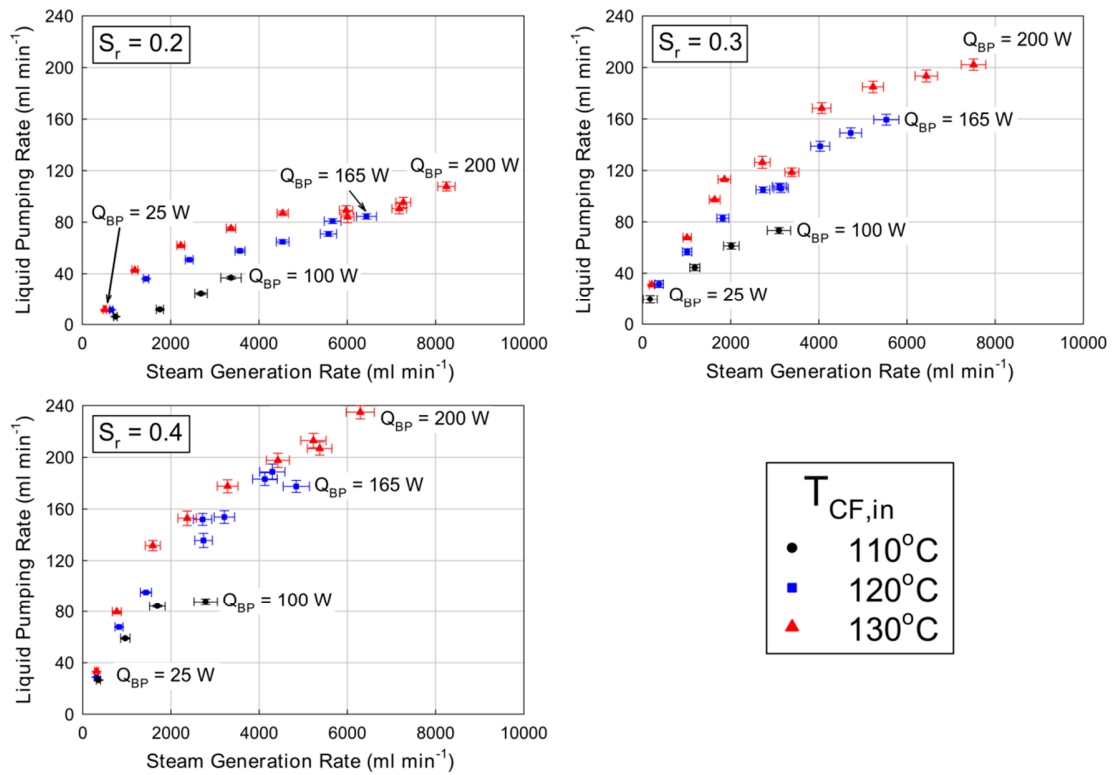 S_r = 0.2
Liquid Pumping Rate (ml min⁻¹)
240
200
160
120
80
40
0
Q_BP = 25 W
Q_BP = 165 W
Q_BP = 200 W
Q_BP = 100 W
0 2000 4000 6000 8000 10000
Steam Generation Rate (ml min⁻¹)
S_r = 0.3
Liquid Pumping Rate (ml min⁻¹)
240
200
160
120
80
40
0
Q_BP = 200 W
Q_BP = 165 W
Q_BP = 100 W
Q_BP = 25 W
0 2000 4000 6000 8000 10000
Steam Generation Rate (ml min⁻¹)
S_r = 0.4
Liquid Pumping Rate (ml min⁻¹)
240
200
160
120
80
40
0
Q_BP = 200 W
Q_BP = 165 W
Q_BP = 100 W
Q_BP = 25 W
0 2000 4000 6000 8000 10000
Steam Generation Rate (ml min⁻¹)
T_CF,in
110°C
120°C
130°C